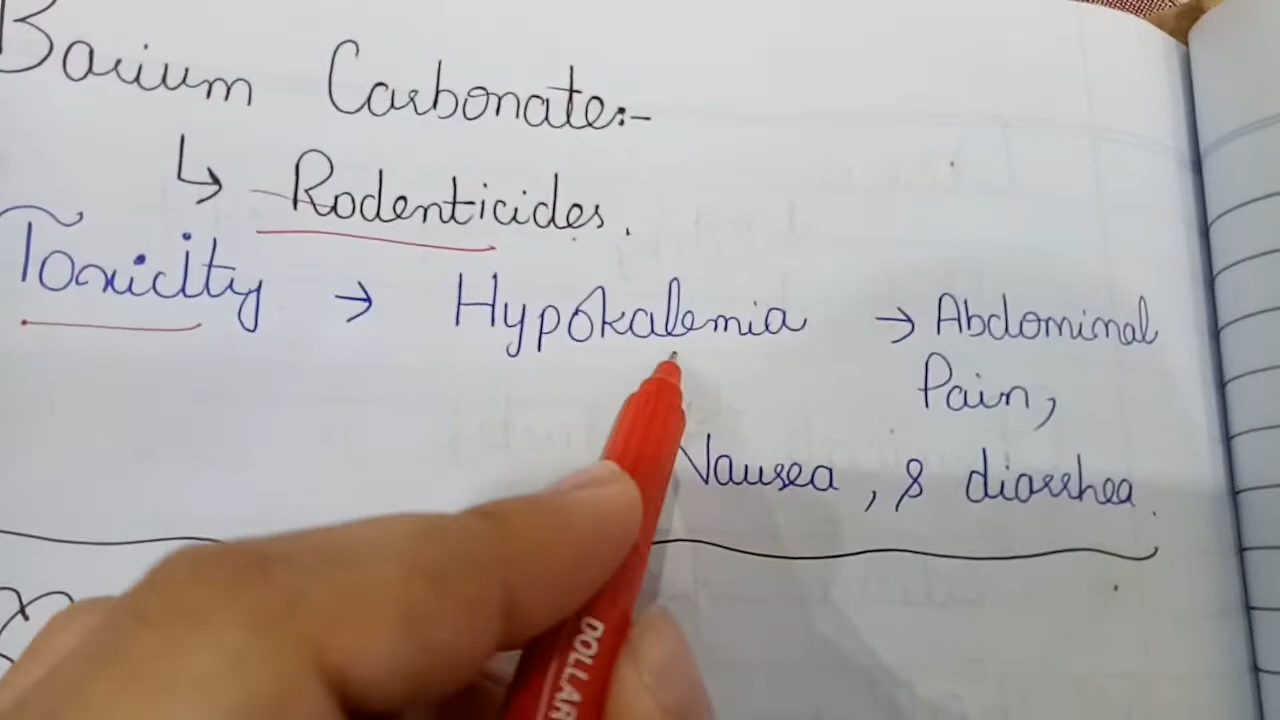 Barium Carbonate:-
↳ Rodenticides.
Toxicity → Hypokalemia → Abdominal
Pain,
Nausea, & diarrhea.
DOLLAR